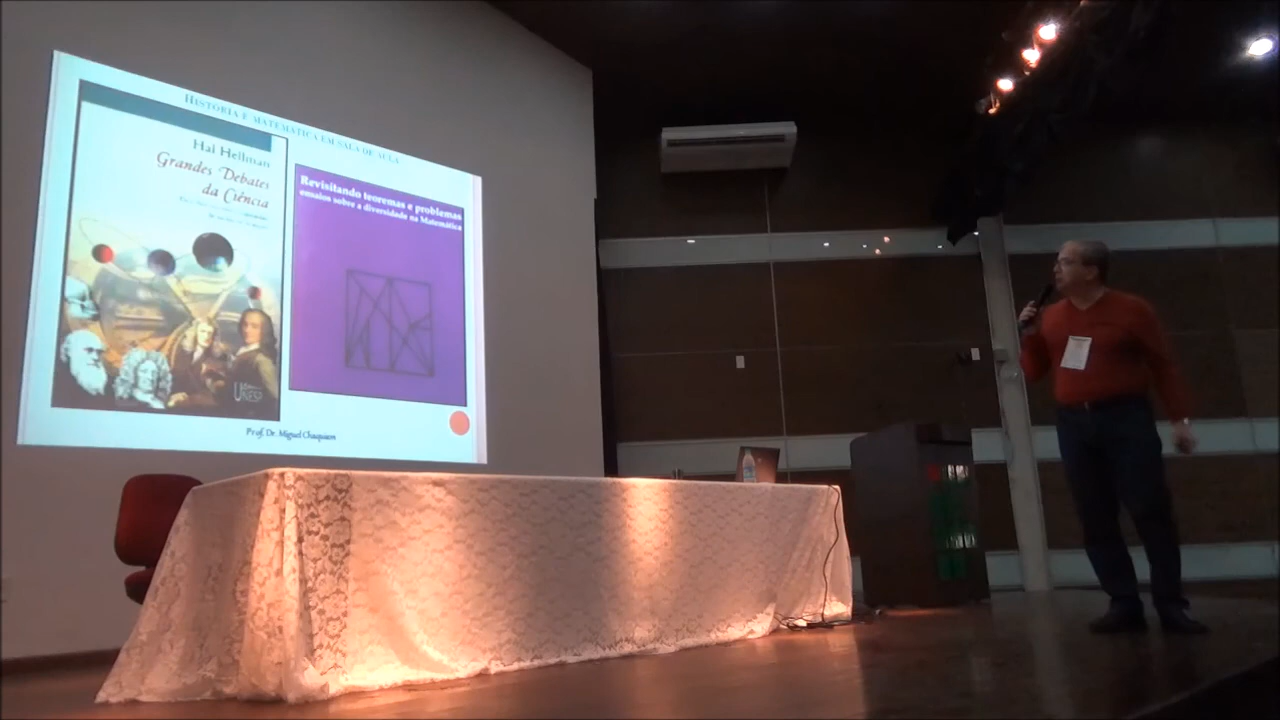 HISTÓRIA E MATEMÁTICA EM SALA DE AULA
Hal Hellman
Grandes Debates
da Ciência
Revisitando teoremas e problemas
ensaios sobre a diversidade na Matemática
Prof. Dr. Miguel Chaquiam